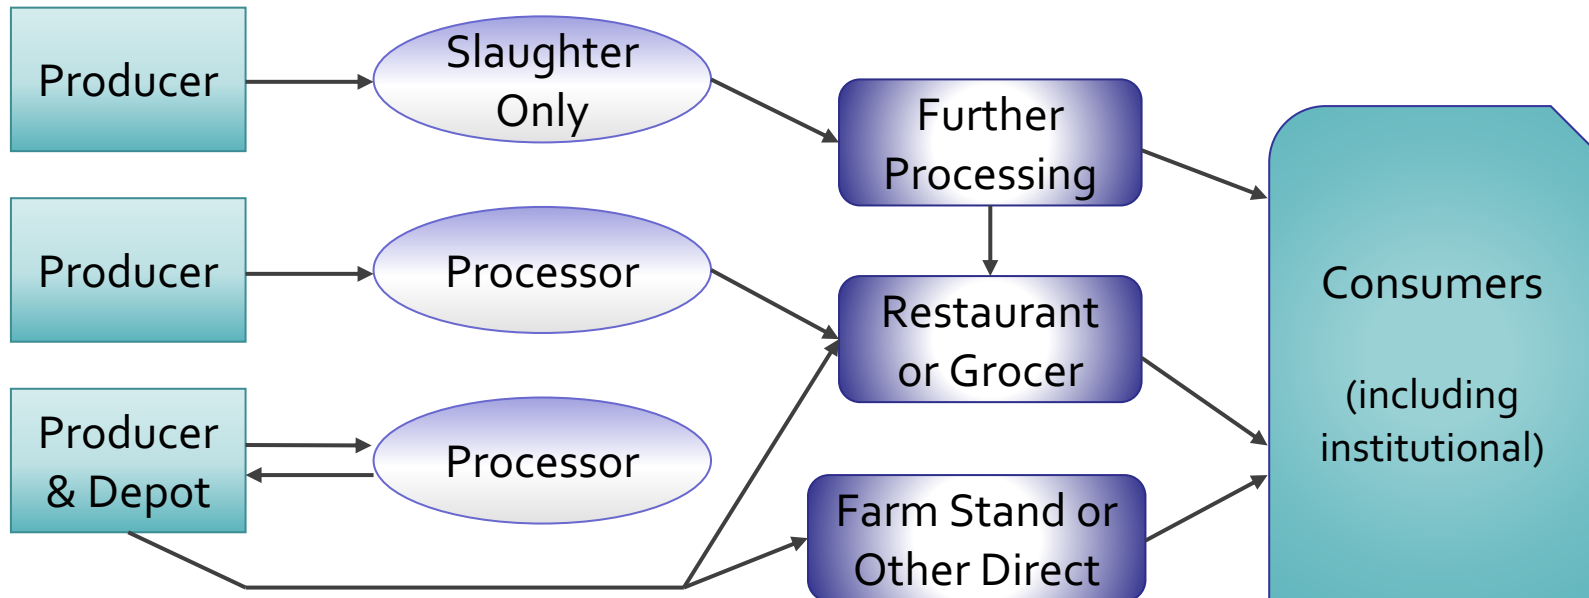 Producer
Slaughter
Only
Further
Processing
Producer
Processor
Restaurant
or Grocer
Consumers
(including
institutional)
Producer
& Depot
Processor
Farm Stand or
Other Direct